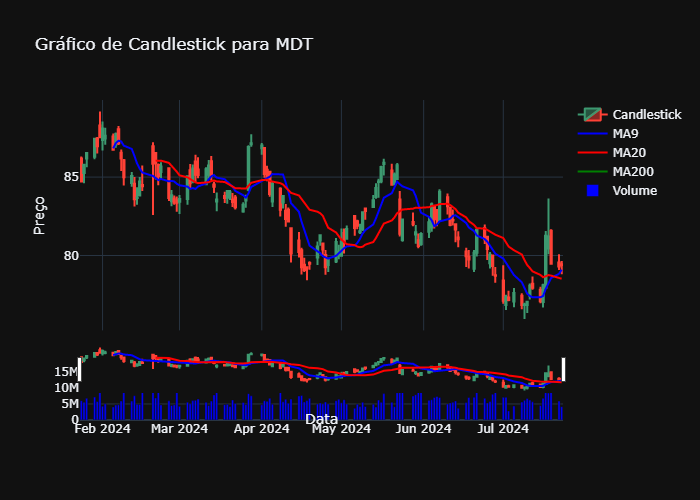 Gráfico de Candlestick para MDT
Candlestick
MA9
MA20
MA200
Volume
Preço
85
80
15M
10M
5M
0
Feb 2024 Mar 2024 Apr 2024 May 2024 Jun 2024 Jul 2024
Data